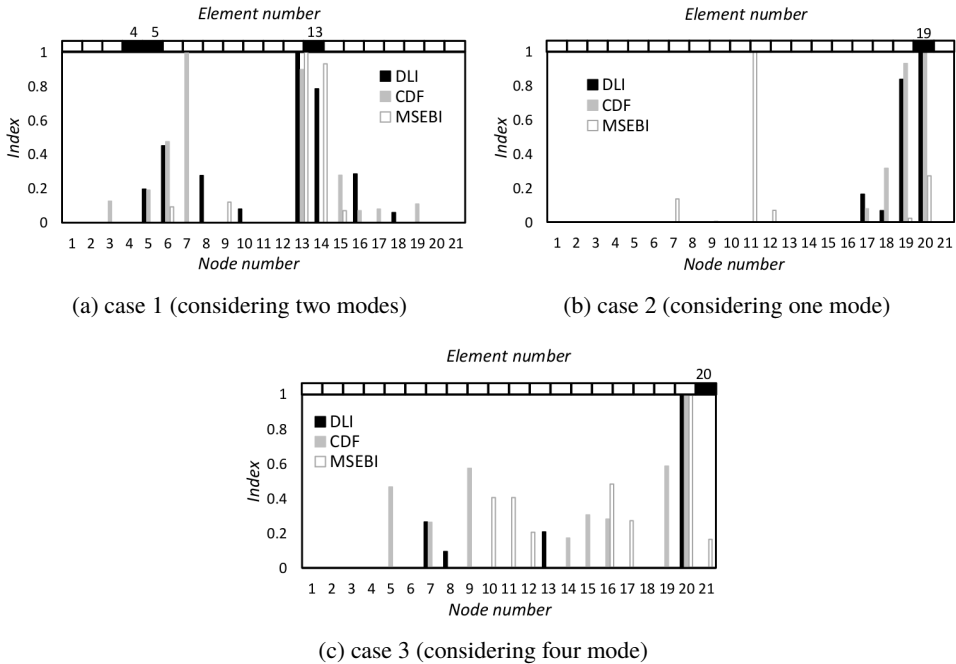 Element number
4 5 13
1
0.8
0.6
0.4
0.2
0
Index
DLI
CDF
MSEBI
1 2 3 4 5 6 7 8 9 10 11 12 13 14 15 16 17 18 19 20 21
Node number
(a) case 1 (considering two modes)
Element number
19
1
0.8
0.6
0.4
0.2
0
Index
DLI
CDF
MSEBI
1 2 3 4 5 6 7 8 9 10 11 12 13 14 15 16 17 18 19 20 21
Node number
(b) case 2 (considering one mode)
Element number
20
1
0.8
0.6
0.4
0.2
0
Index
DLI
CDF
MSEBI
1 2 3 4 5 6 7 8 9 10 11 12 13 14 15 16 17 18 19 20 21
Node number
(c) case 3 (considering four mode)